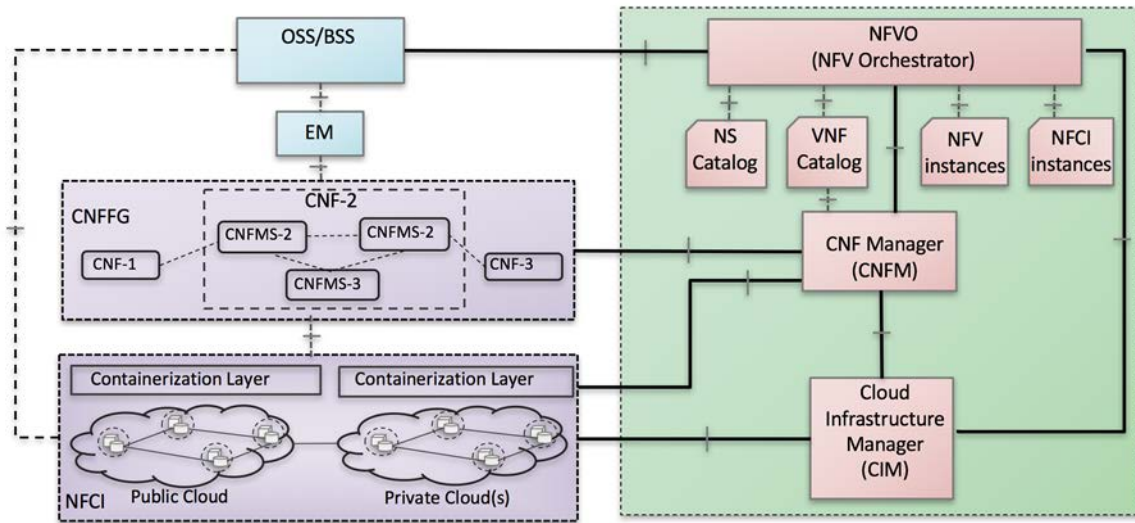 OSS/BSS
NFVO
(NFV Orchestrator)
EM
NS
Catalog
VNF
Catalog
NFV
instances
NFCI
instances
CNFFG
CNF-2
CNFMS-2
CNFMS-2
CNF-1
CNF-3
CNFMS-3
CNF Manager
(CNFM)
Containerization Layer
Containerization Layer
Cloud
Infrastructure
Manager
(CIM)
Public Cloud
Private Cloud(s)
NFCI